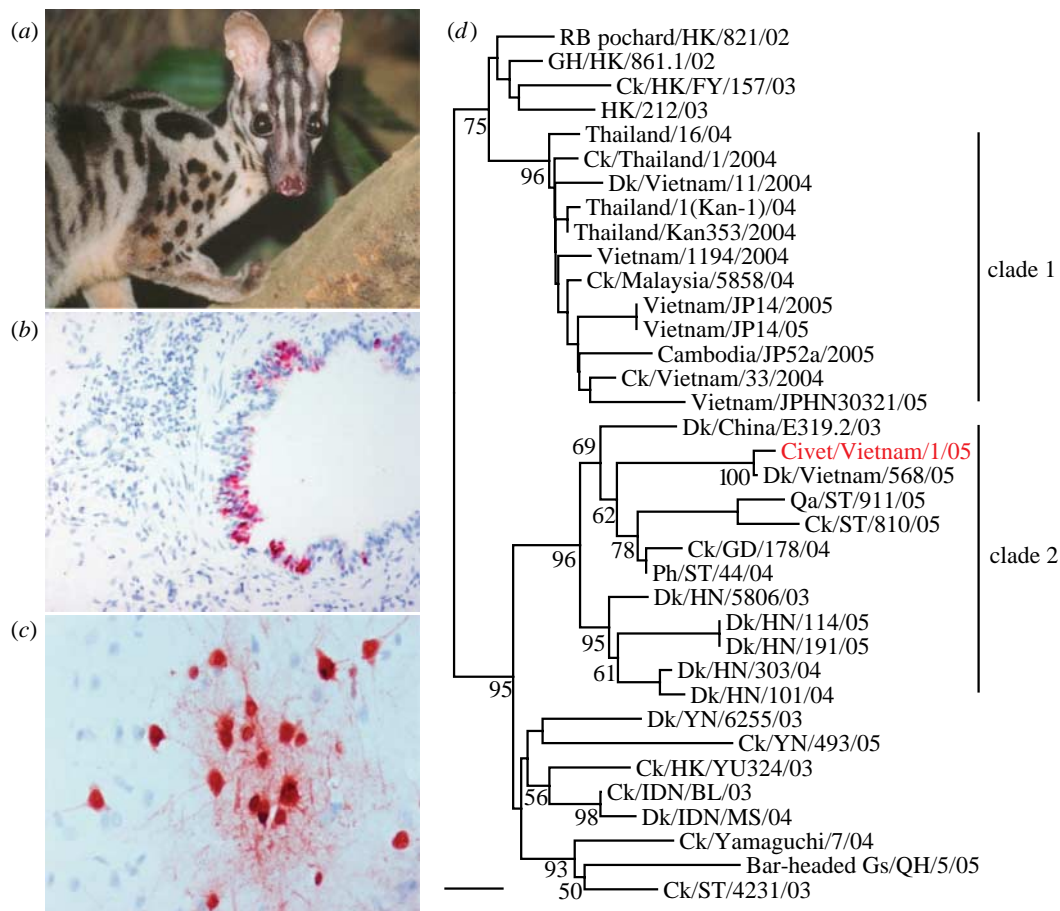 (a)
(b)
(c)
(d)
RB pochard/HK/821/02
GH/HK/861.1/02
Ck/HK/FY/157/03
HK/212/03
75
Thailand/16/04
Ck/Thailand/1/2004
96
Dk/Vietnam/11/2004
Thailand/1(Kan-1)/04
Thailand/Kan353/2004
Vietnam/1194/2004
Ck/Malaysia/5858/04
Vietnam/JP14/2005
Vietnam/JP14/05
Cambodia/JP52a/2005
Ck/Vietnam/33/2004
Vietnam/JPHN30321/05
clade 1
Dk/China/E319.2/03
69
Civet/Vietnam/1/05
100
Dk/Vietnam/568/05
Qa/ST/911/05
62
Ck/ST/810/05
78
Ck/GD/178/04
96
Ph/ST/44/04
clade 2
Dk/HN/5806/03
Dk/HN/114/05
95
Dk/HN/191/05
61
Dk/HN/303/04
Dk/HN/101/04
95
Dk/YN/6255/03
Ck/YN/493/05
Ck/HK/YU324/03
56
Ck/IDN/BL/03
98
Dk/IDN/MS/04
Ck/Yamaguchi/7/04
93
Bar-headed Gs/QH/5/05
50
Ck/ST/4231/03